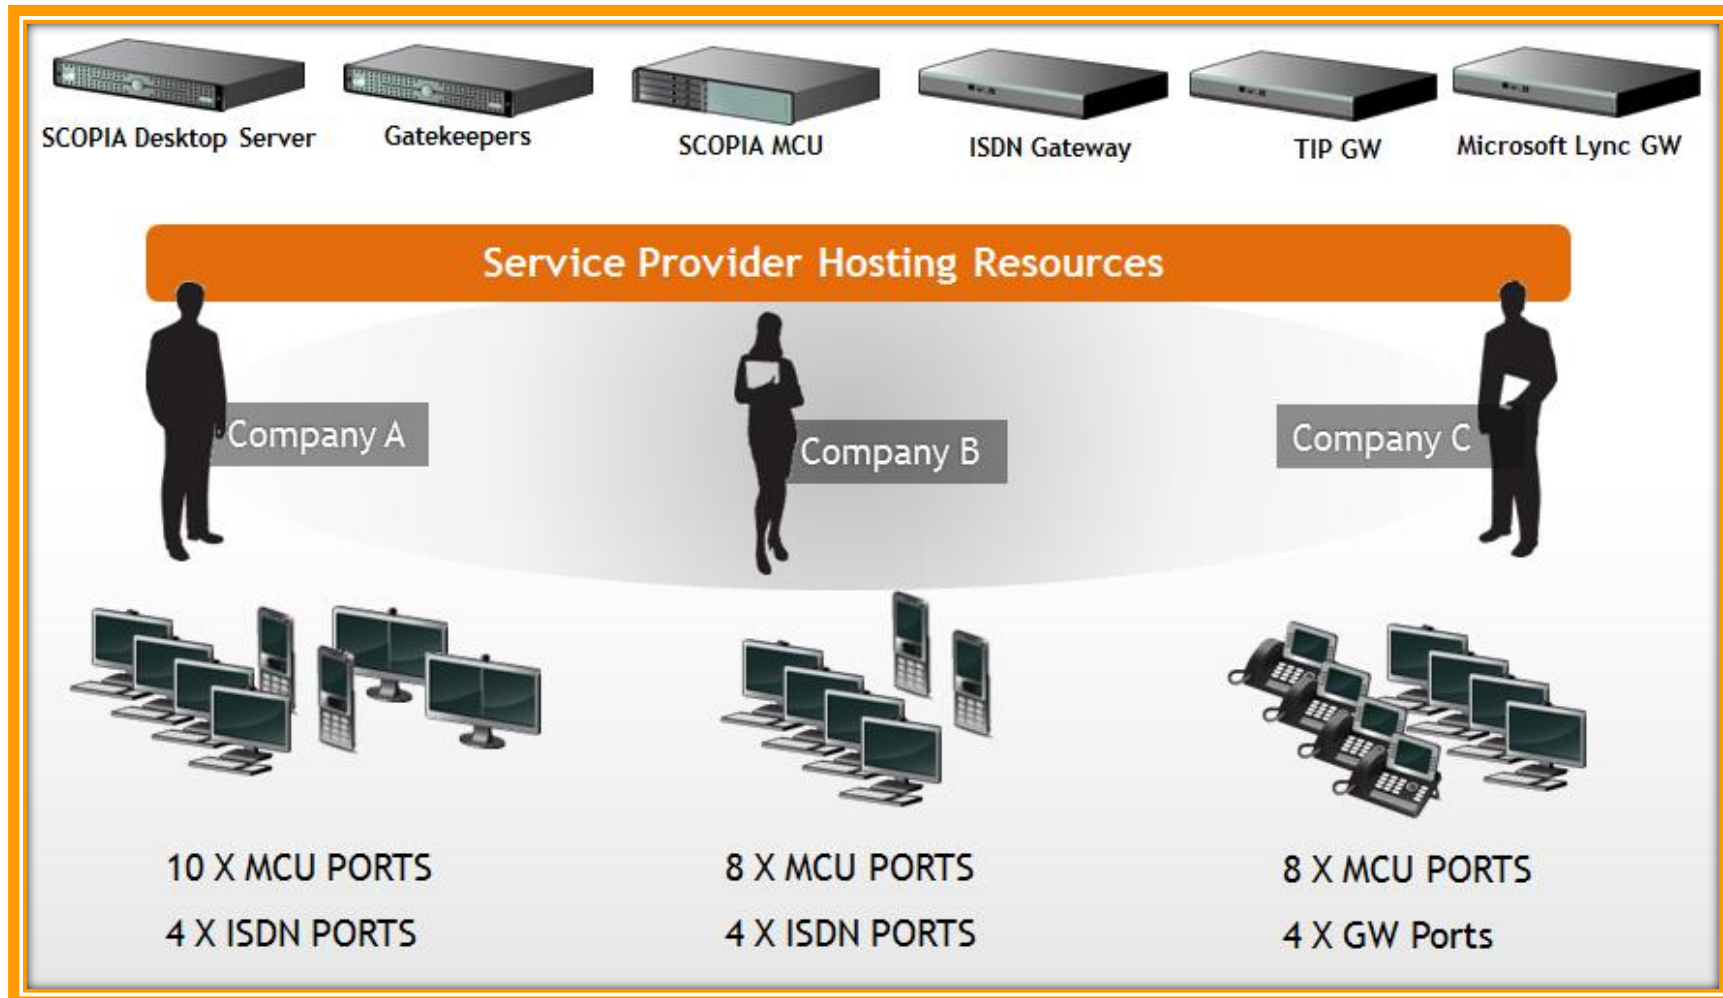 SCOPIA Desktop Server
Gatekeepers
SCOPIA MCU
ISDN Gateway
TIP GW
Microsoft Lync GW
Service Provider Hosting Resources
Company A
Company B
Company C
10 X MCU PORTS
4 X ISDN PORTS
8 X MCU PORTS
4 X ISDN PORTS
8 X MCU PORTS
4 X GW Ports